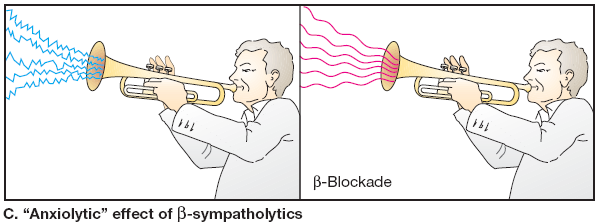 β-Blockade
C. “Anxiolytic” effect of β-sympatholytics